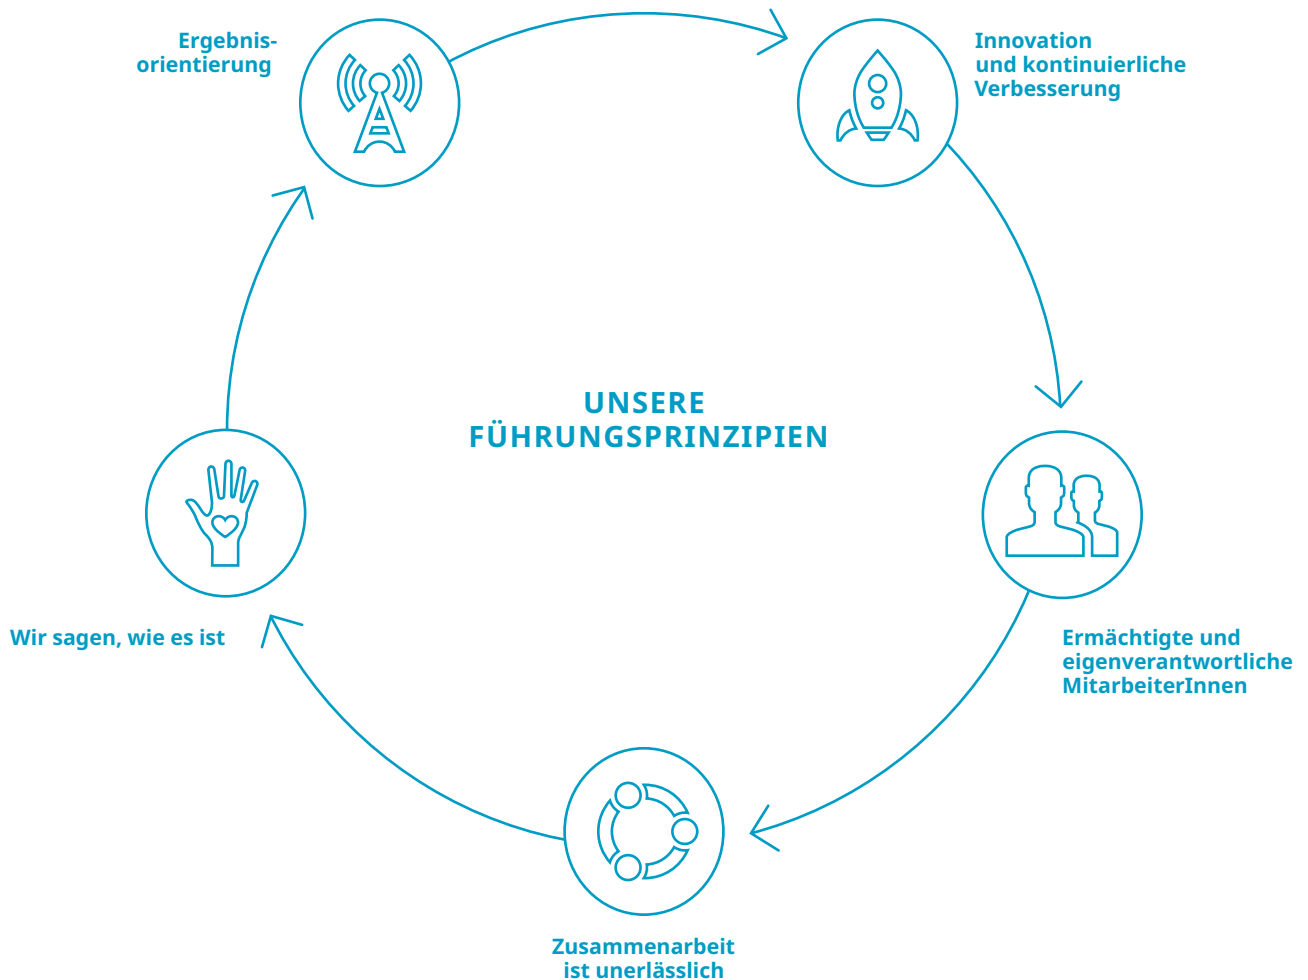 Ergebnis-
orientierung
Innovation
und kontinuierliche
Verbesserung
UNSERE
FÜHRUNGSPRINZIPIEN
Wir sagen, wie es ist
Ermächtigte und
eigenverantwortliche
MitarbeiterInnen
Zusammenarbeit
ist unerlässlich